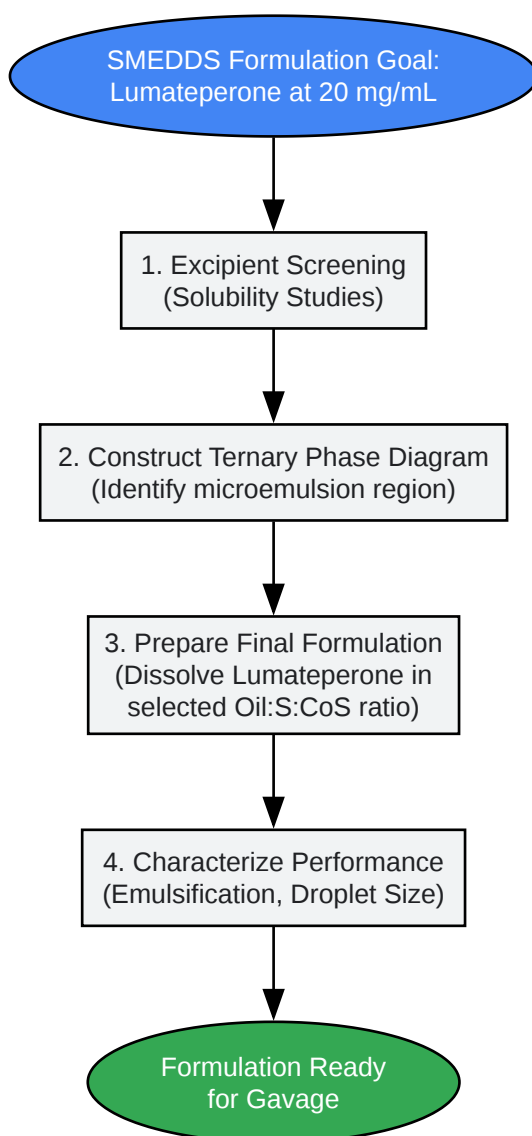 SMEDDS Formulation Goal:
Lumateperone at 20 mg/mL
1. Excipient Screening
(Solubility Studies)
2. Construct Ternary Phase Diagram
(Identify microemulsion region)
3. Prepare Final Formulation
(Dissolve Lumateperone in
selected Oil:S:CoS ratio)
4. Characterize Performance
(Emulsification, Droplet Size)
Formulation Ready
for Gavage